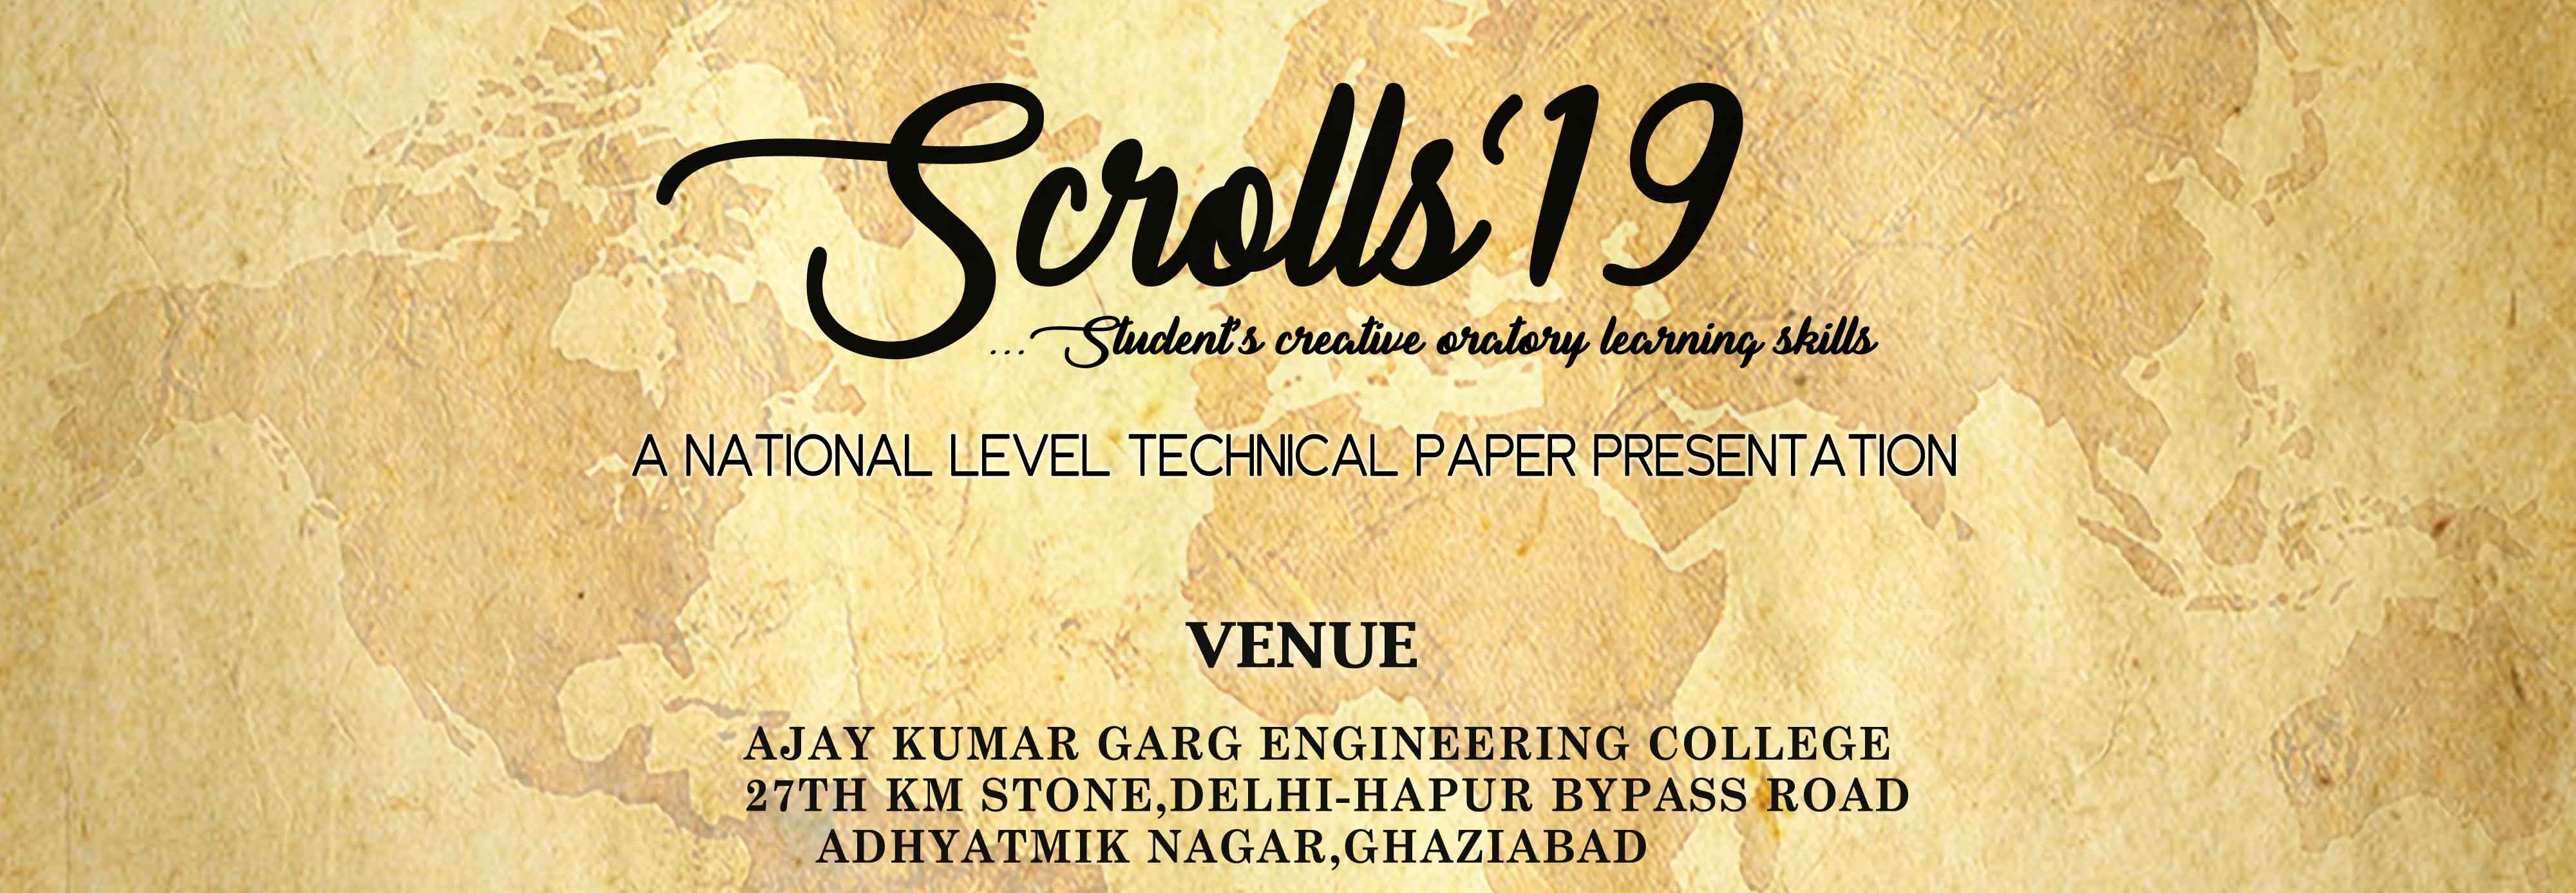 Scrolls‘19
...Student's creative oratory learning skills
A NATIONAL LEVEL TECHNICAL PAPER PRESENTATION
VENUE
AJAY KUMAR GARG ENGINEERING COLLEGE
27TH KM STONE,DELHI-HAPUR BYPASS ROAD
ADHYATMIK NAGAR,GHAZIABAD